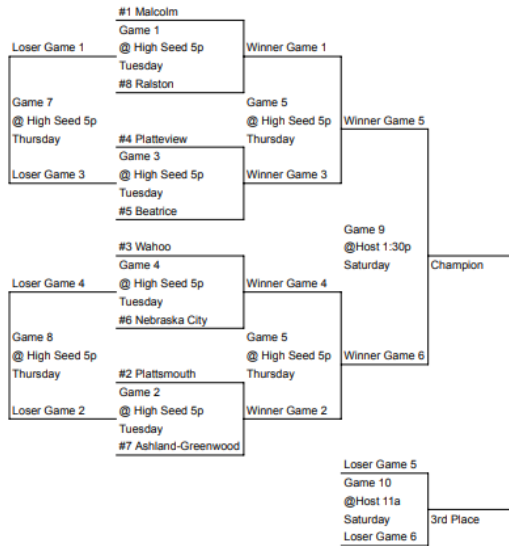 #1 Malcolm
Game 1
Loser Game 1
@ High Seed 5p
Winner Game 1
Tuesday
#8 Ralston
Game 7
@ High Seed 5p
Thursday
Game 5
@ High Seed 5p
Thursday
Winner Game 5
#4 Platteview
Game 3
Loser Game 3
@ High Seed 5p
Winner Game 3
Tuesday
#5 Beatrice
Game 9
@Host 1:30p
Saturday
Champion
#3 Wahoo
Game 4
Loser Game 4
@ High Seed 5p
Winner Game 4
Tuesday
#6 Nebraska City
Game 8
@ High Seed 5p
Thursday
Game 5
@ High Seed 5p
Thursday
Winner Game 6
#2 Plattsmouth
Game 2
Loser Game 2
@ High Seed 5p
Winner Game 2
Tuesday
#7 Ashland-Greenwood
Loser Game 5
Game 10
@Host 11a
Saturday
3rd Place
Loser Game 6